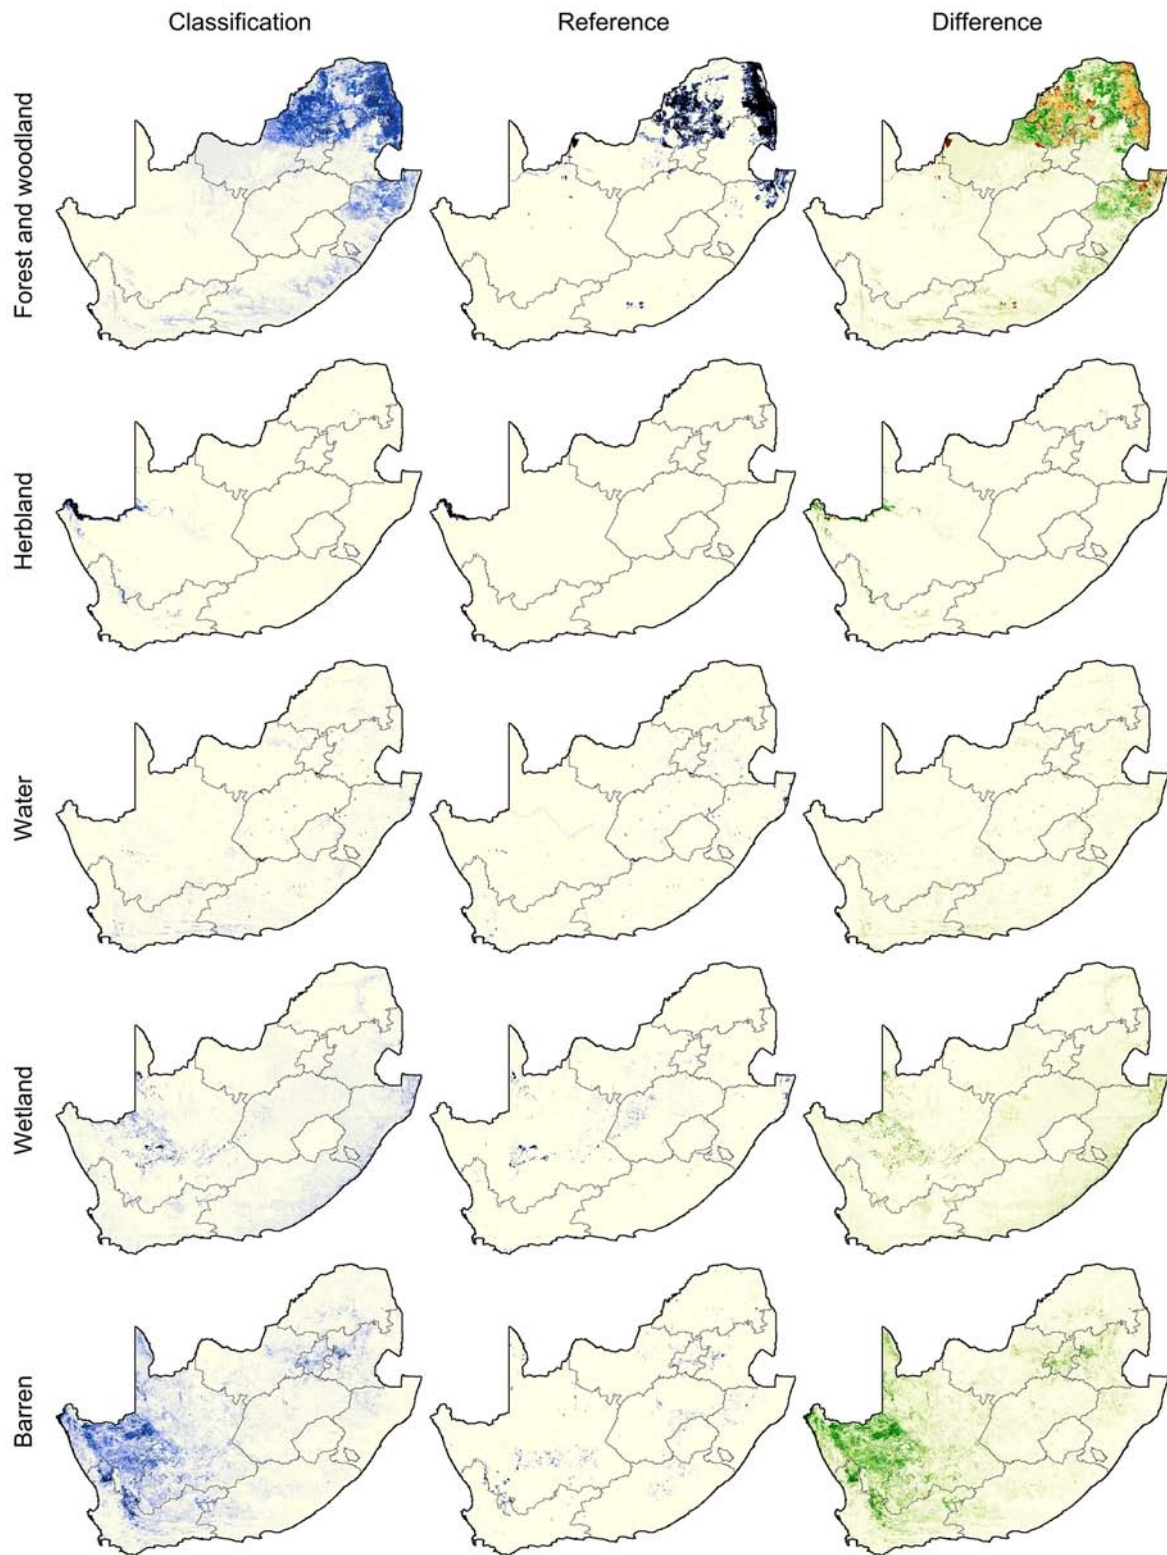 Classification
Reference
Difference
Forest and woodland
Herbland
Water
Wetland
Barren